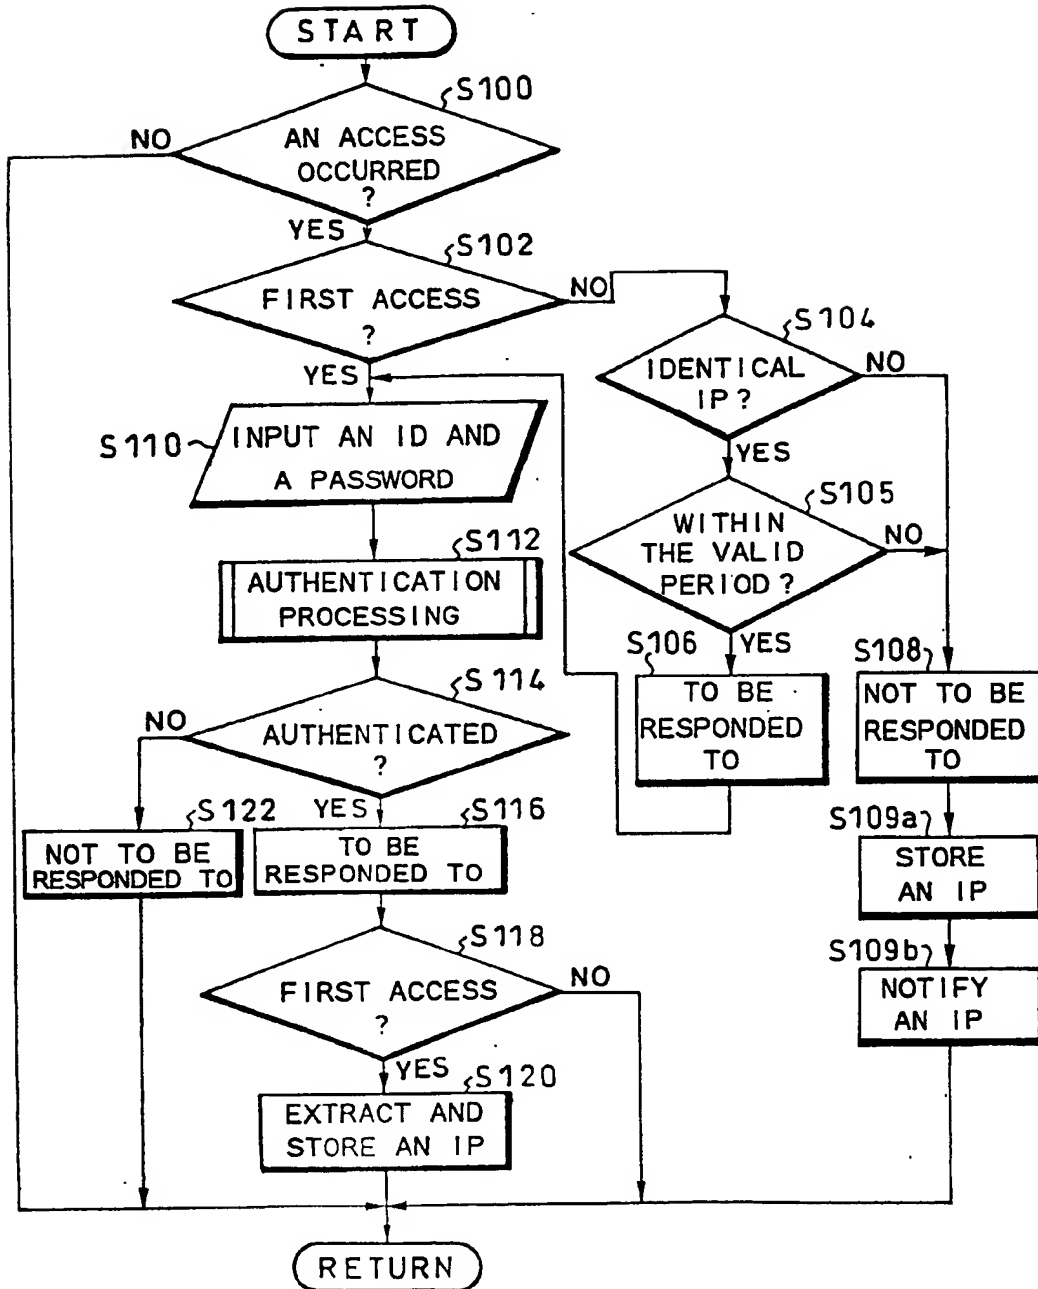 START
S100
NO
AN ACCESS
OCCURRED
?
YES
S102
FIRST ACCESS
?
NO
S104
IDENTICAL
IP?
NO
YES
YES
S110
INPUT AN ID AND
A PASSWORD
S105
WITHIN
THE VALID
PERIOD?
NO
S112
AUTHENTICATION
PROCESSING
YES
S106
TO BE
RESPONDED
TO
S108
NOT TO BE
RESPONDED
TO
S114
NO
AUTHENTICATED
?
YES
S122
NOT TO BE
RESPONDED TO
S116
TO BE
RESPONDED TO
S109a
STORE
AN IP
S118
FIRST ACCESS
?
NO
S109b
NOTIFY
AN IP
YES
S120
EXTRACT AND
STORE AN IP
RETURN